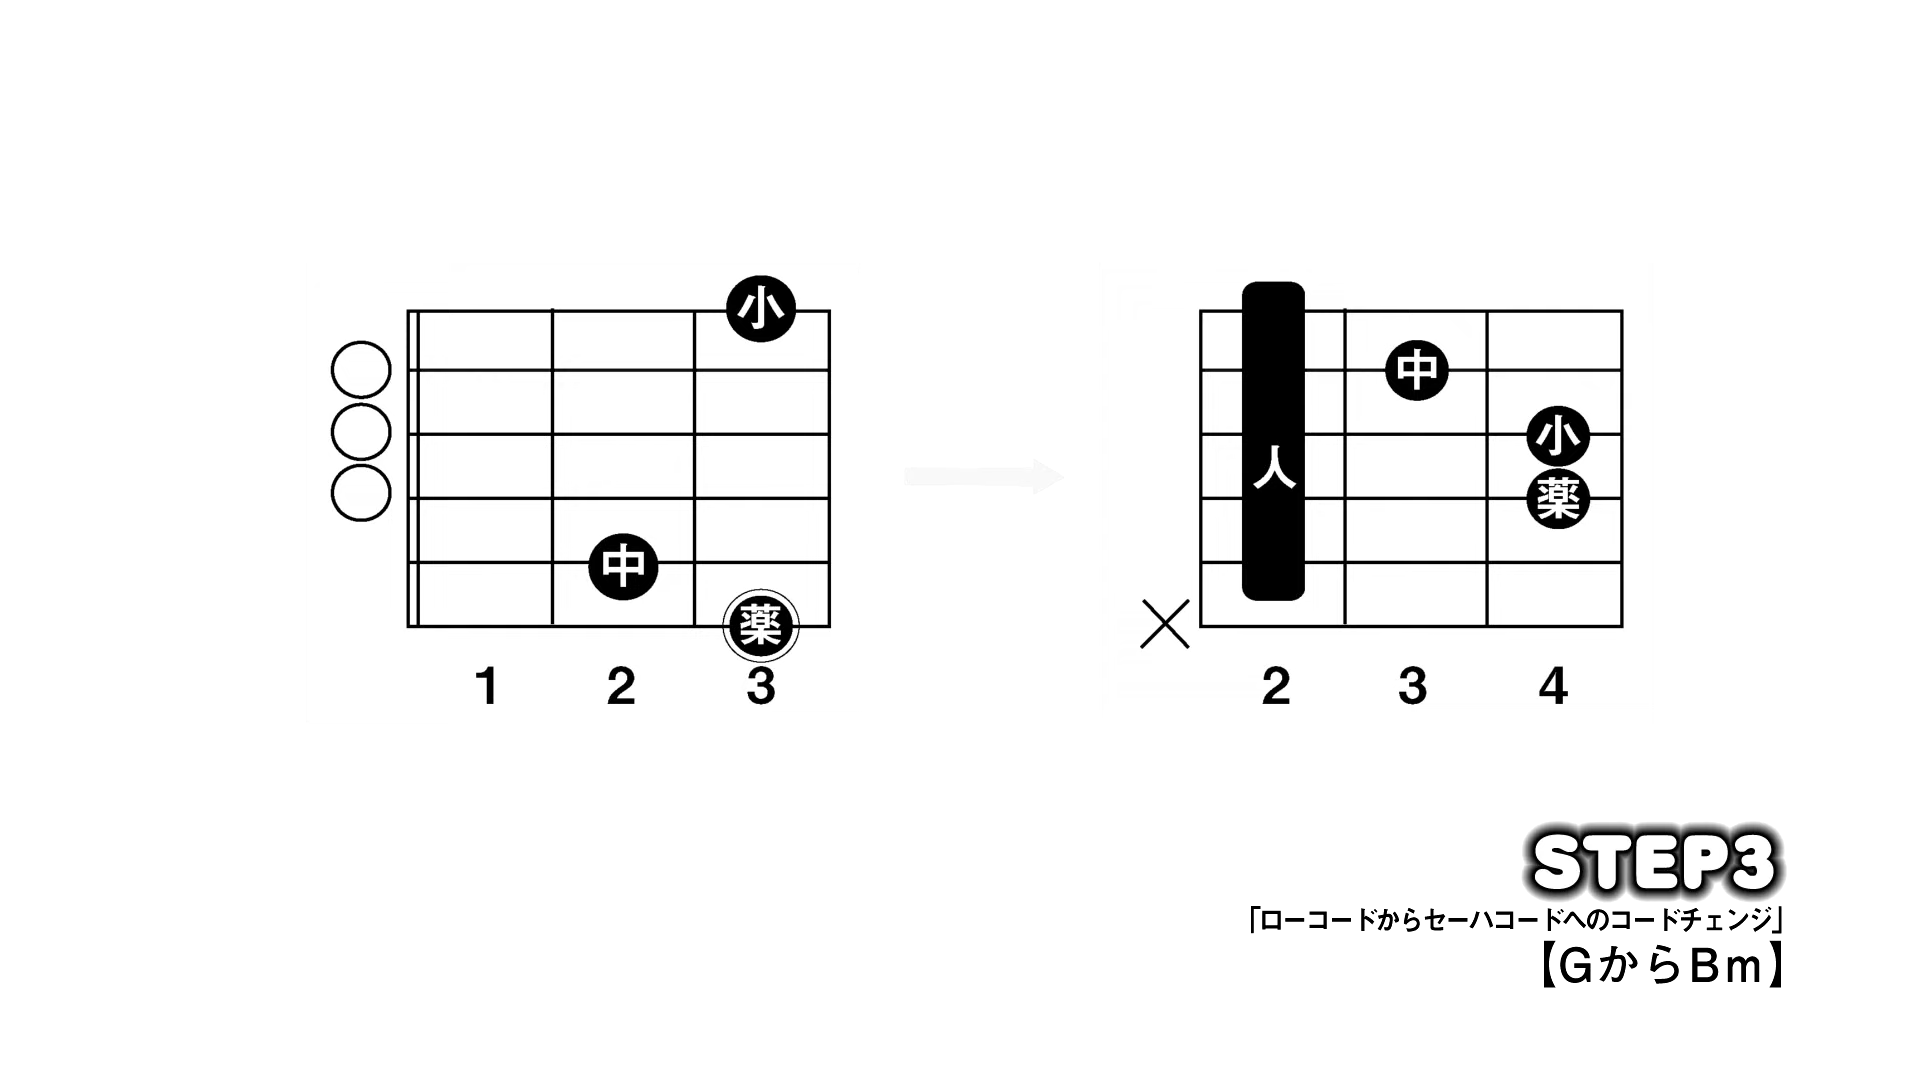 小
中
薬
1 2 3
中
小
人
薬
2 3 4
STEP3
「ローコードからセーハコードへのコードチェンジ」
【GからBm】